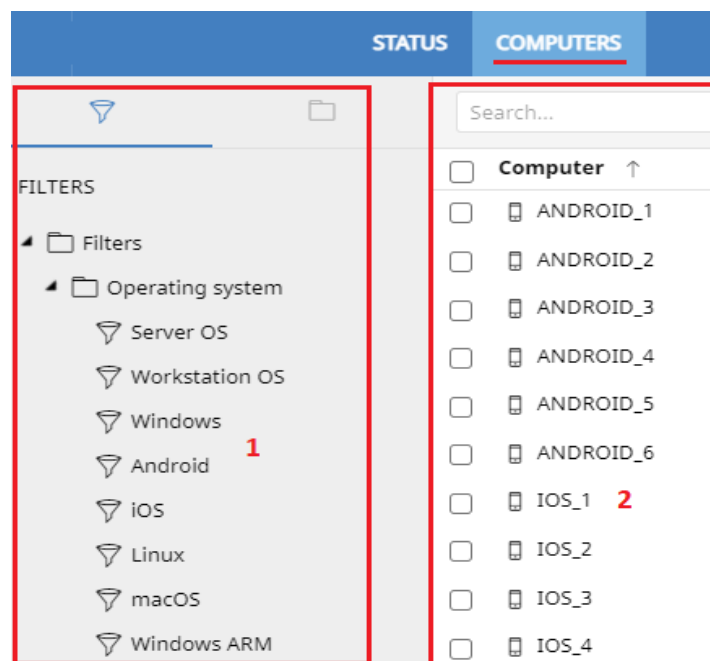 STATUS COMPUTERS
FILTERS
Filters
Operating system
Server OS
Workstation OS
Windows
1
Android
iOS
Linux
macOS
Windows ARM
Search...
Computer ↑
ANDROID_1
ANDROID_2
ANDROID_3
ANDROID_4
ANDROID_5
ANDROID_6
IOS_1 2
IOS_2
IOS_3
IOS_4